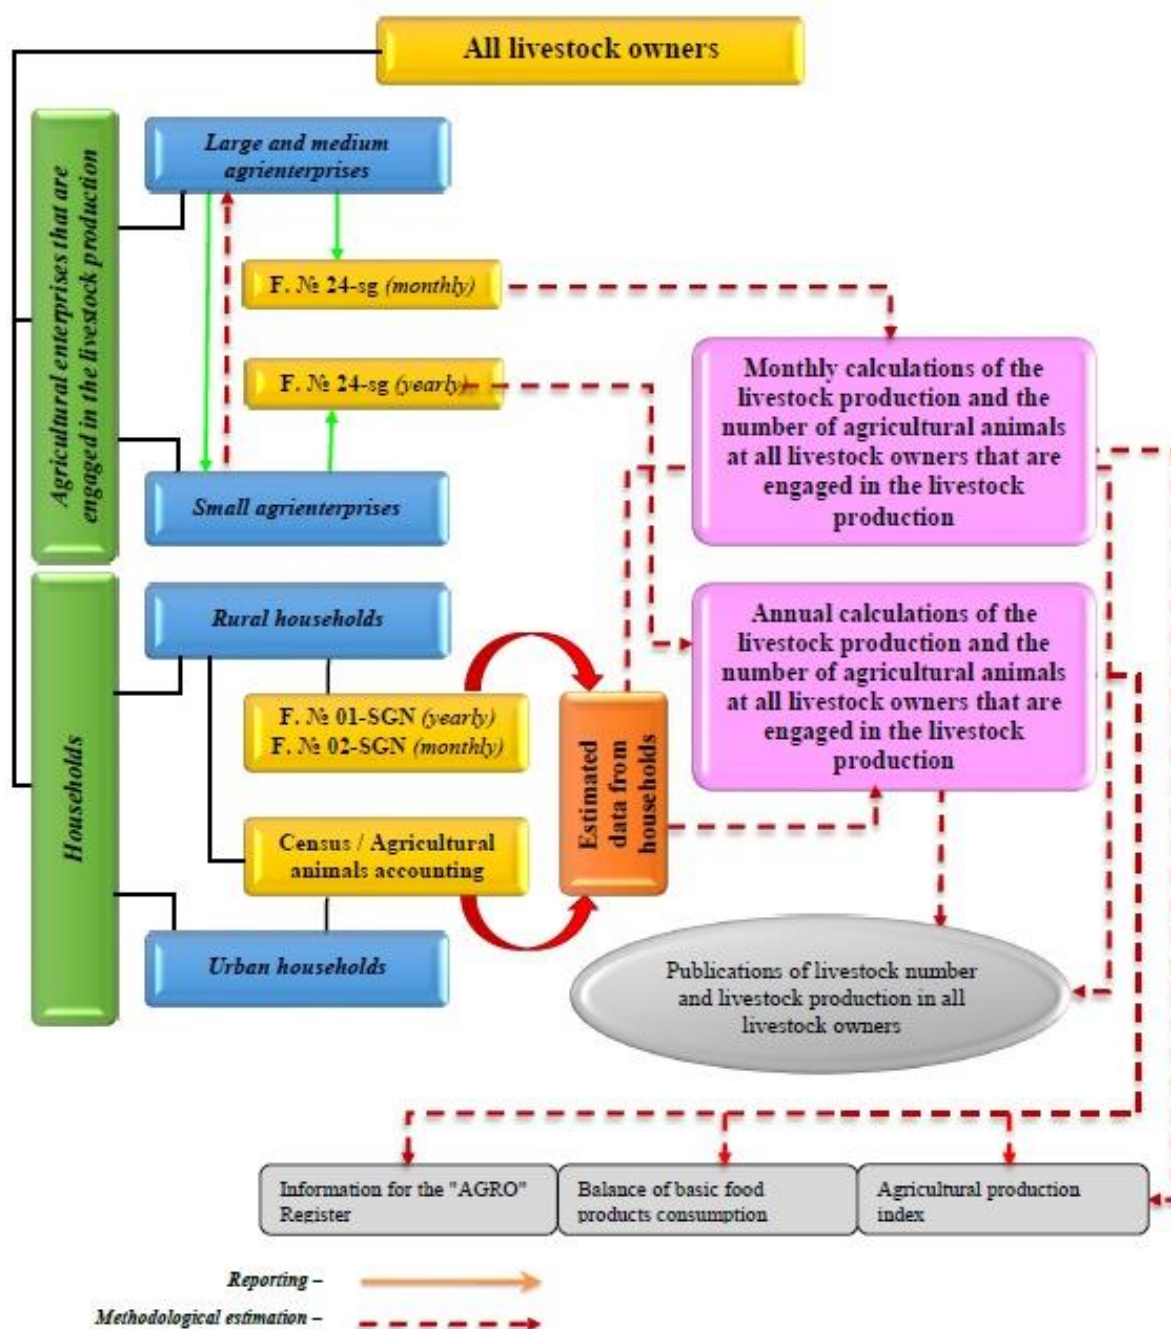 All livestock owners
Agricultural enterprises that are
engaged in the livestock production
Large and medium
agrienterprises
F. № 24-sg (monthly)
F. № 24-sg (yearly)
Small agrienterprises
Monthly calculations of the
livestock production and the
number of agricultural animals
at all livestock owners that are
engaged in the livestock
production
Households
Rural households
F. № 01-SGN (yearly)
F. № 02-SGN (monthly)
Census / Agricultural
animals accounting
Urban households
Estimated
data from
households
Annual calculations of the
livestock production and the
number of agricultural animals
at all livestock owners that are
engaged in the livestock
production
Publications of livestock number
and livestock production in all
livestock owners
Information for the "AGRO"
Register
Balance of basic food
products consumption
Agricultural production
index
Reporting –
Methodological estimation –